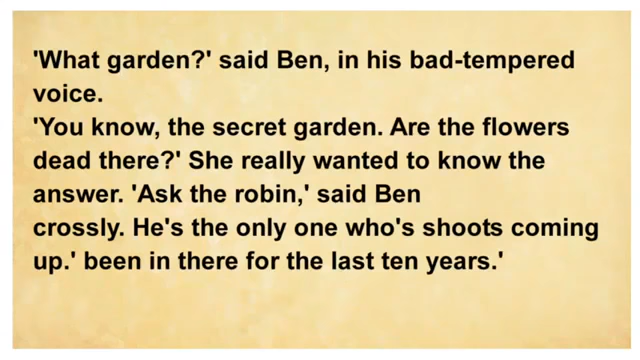 'What garden?' said Ben, in his bad-tempered
voice.
'You know, the secret garden. Are the flowers
dead there?' She really wanted to know the
answer. 'Ask the robin,' said Ben
crossly. He's the only one who's shoots coming
up.' been in there for the last ten years.'